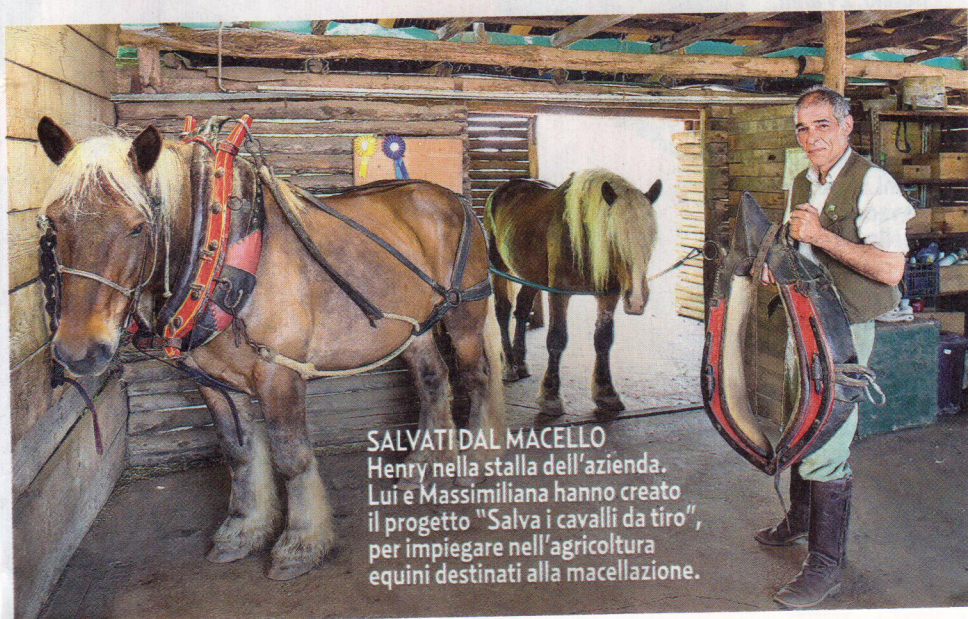 SALVATI DAL MACELLO
Henry nella stalla dell'azienda.
Lui e Massimiliana hanno creato
il progetto "Salva i cavalli da tiro",
per impiegare nell'agricoltura
equini destinati alla macellazione.